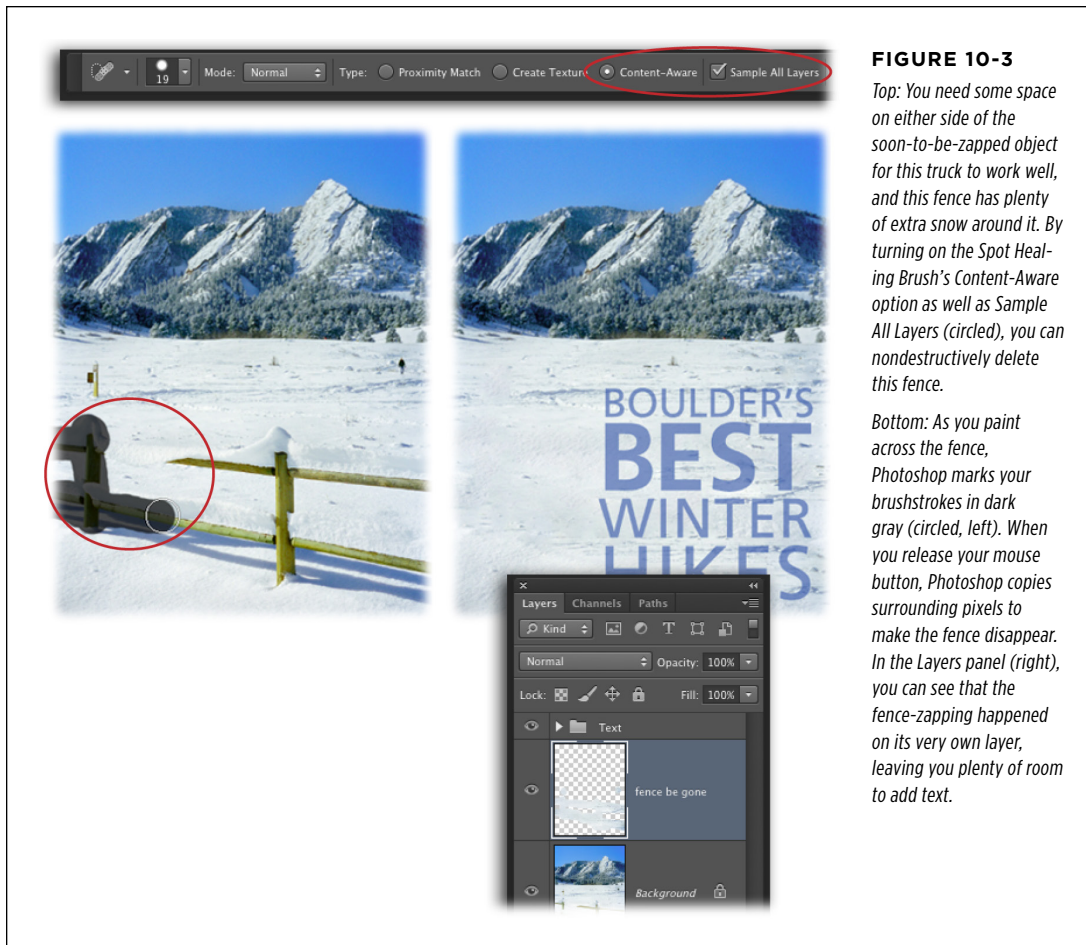 19 Mode: Normal Type: Proximity Match Create Texture Content-Aware Sample All Layers
BOULDER'S
BEST
WINTER
HIKES
Layers Channels Paths
Kind T
Normal Opacity: 100%
Lock: Fill: 100%
Text
fence be gone
Background
FIGURE 10-3
Top: You need some space
on either side of the
soon-to-be-zapped object
for this truck to work well,
and this fence has plenty
of extra snow around it. By
turning on the Spot Heal-
ing Brush’s Content-Aware
option as well as Sample
All Layers (circled), you can
nondestructively delete
this fence.
Bottom: As you paint
across the fence,
Photoshop marks your
brushstrokes in dark
gray (circled, left). When
you release your mouse
button, Photoshop copies
surrounding pixels to
make the fence disappear.
In the Layers panel (right),
you can see that the
fence-zapping happened
on its very own layer,
leaving you plenty of room
to add text.